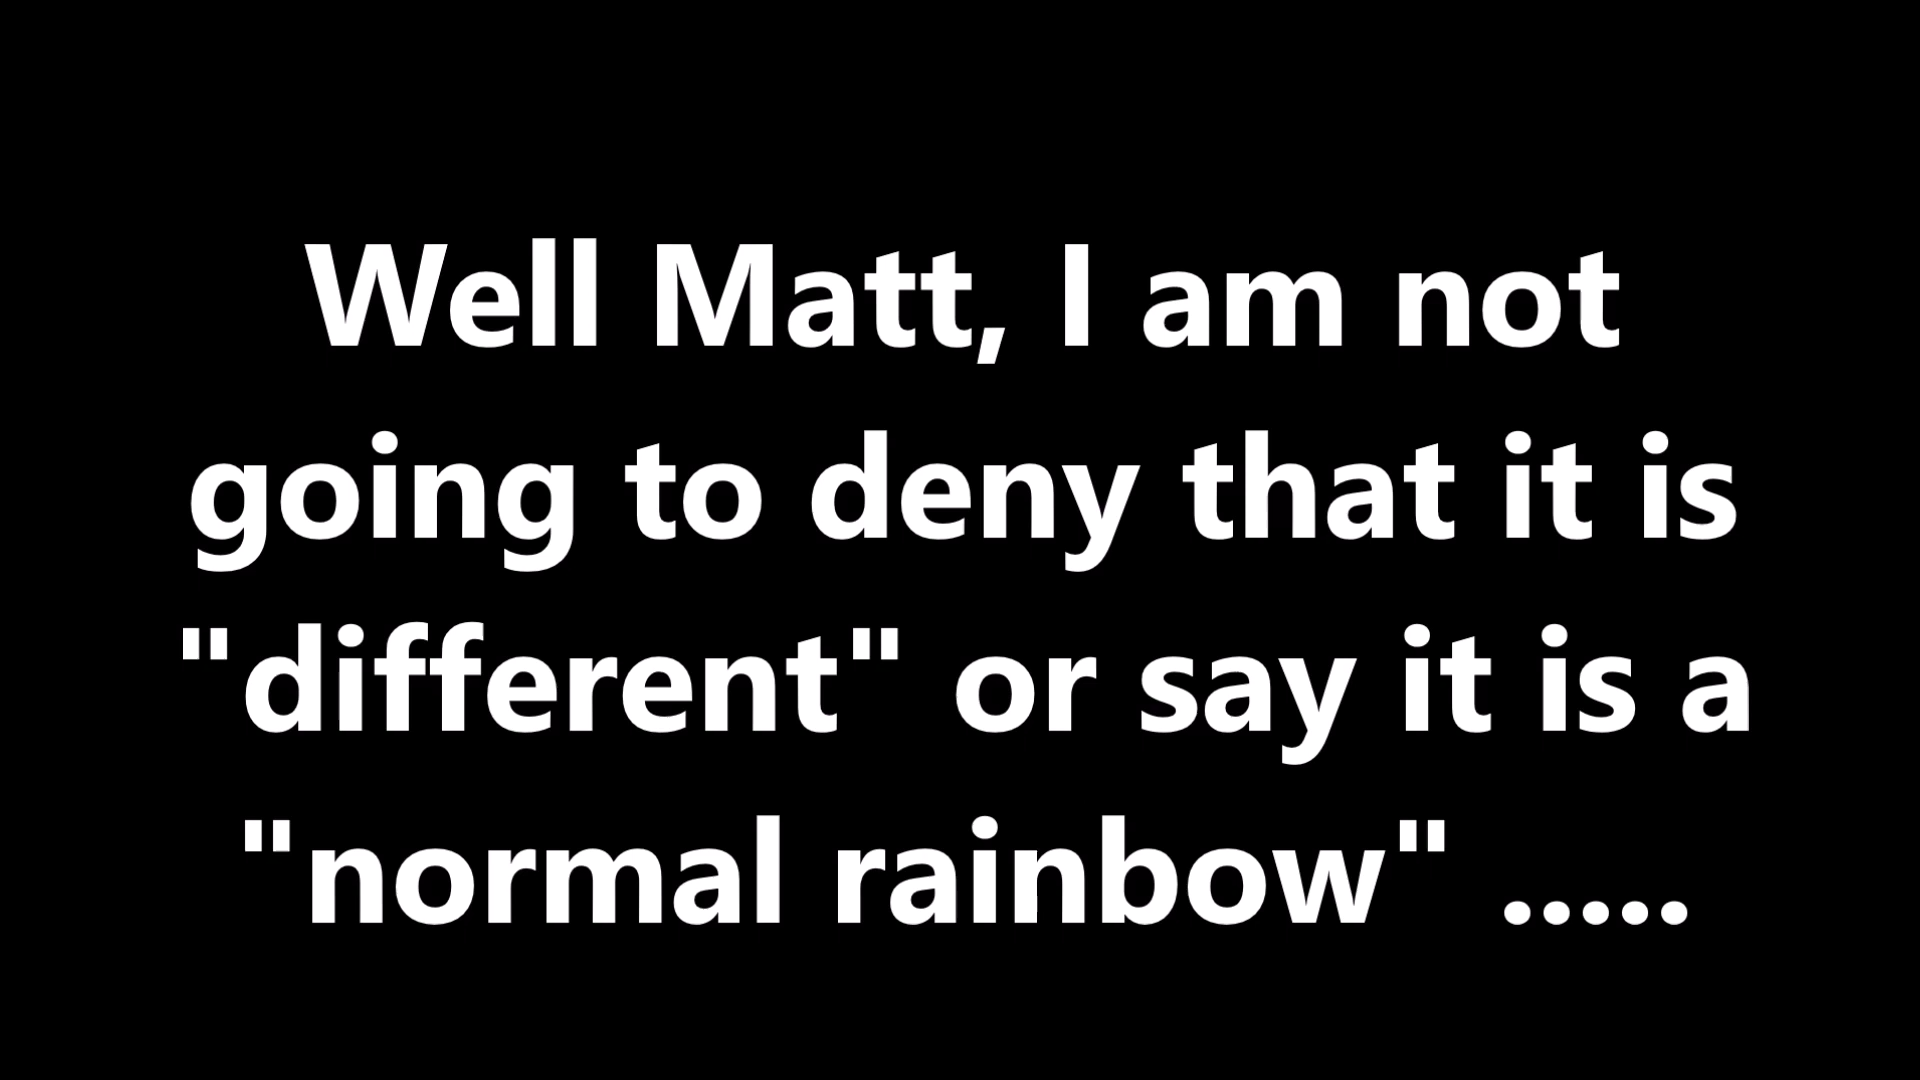 Well Matt, I am not
going to deny that it is
"different" or say it is a
"normal rainbow" .....